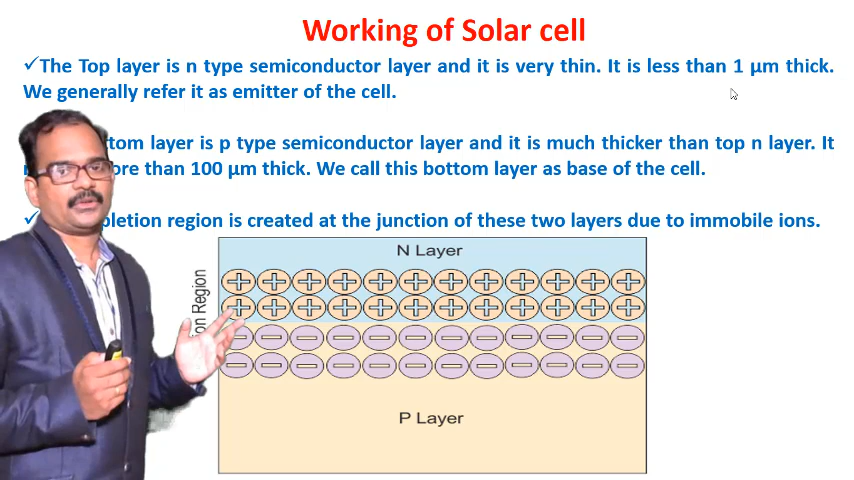 Working of Solar cell
✓The Top layer is n type semiconductor layer and it is very thin. It is less than 1 µm thick.
We generally refer it as emitter of the cell.
layer is p type semiconductor layer and it is much thicker than top n layer. It
than 100 µm thick. We call this bottom layer as base of the cell.
✓ region is created at the junction of these two layers due to immobile ions.
N Layer
Region
P Layer